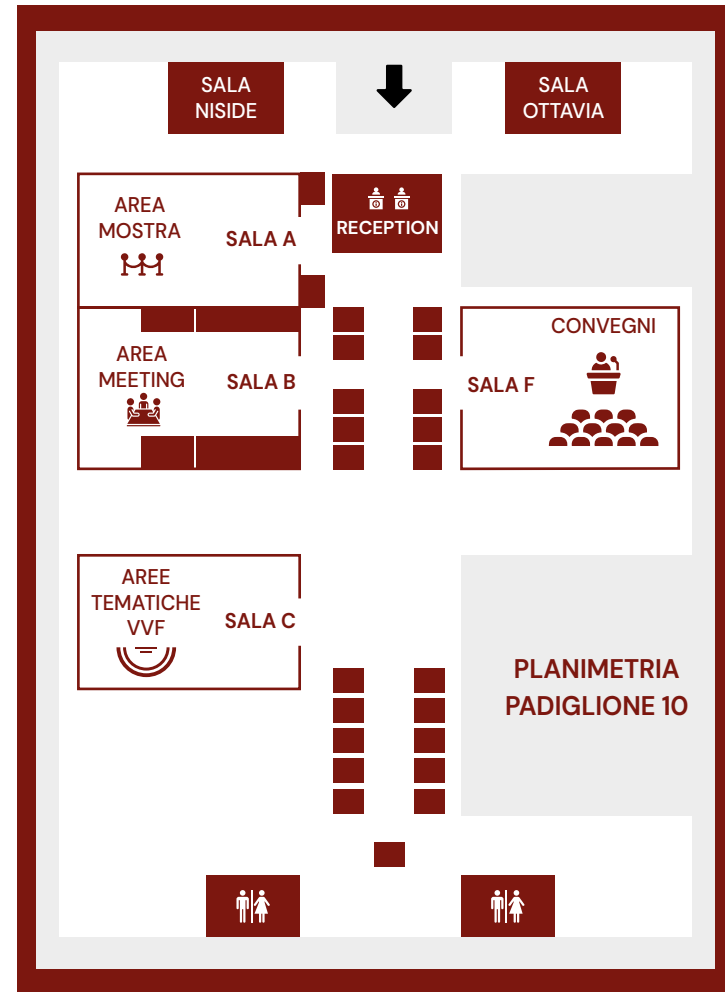 SALA
NISIDE
SALA
OTTAVIA
RECEPTION
AREA
MOSTRA
SALA A
AREA
MEETING
SALA B
CONVEGNI
SALA F
AREE
TEMATICHE
VVF
SALA C
PLANIMETRIA
PADIGLIONE 10